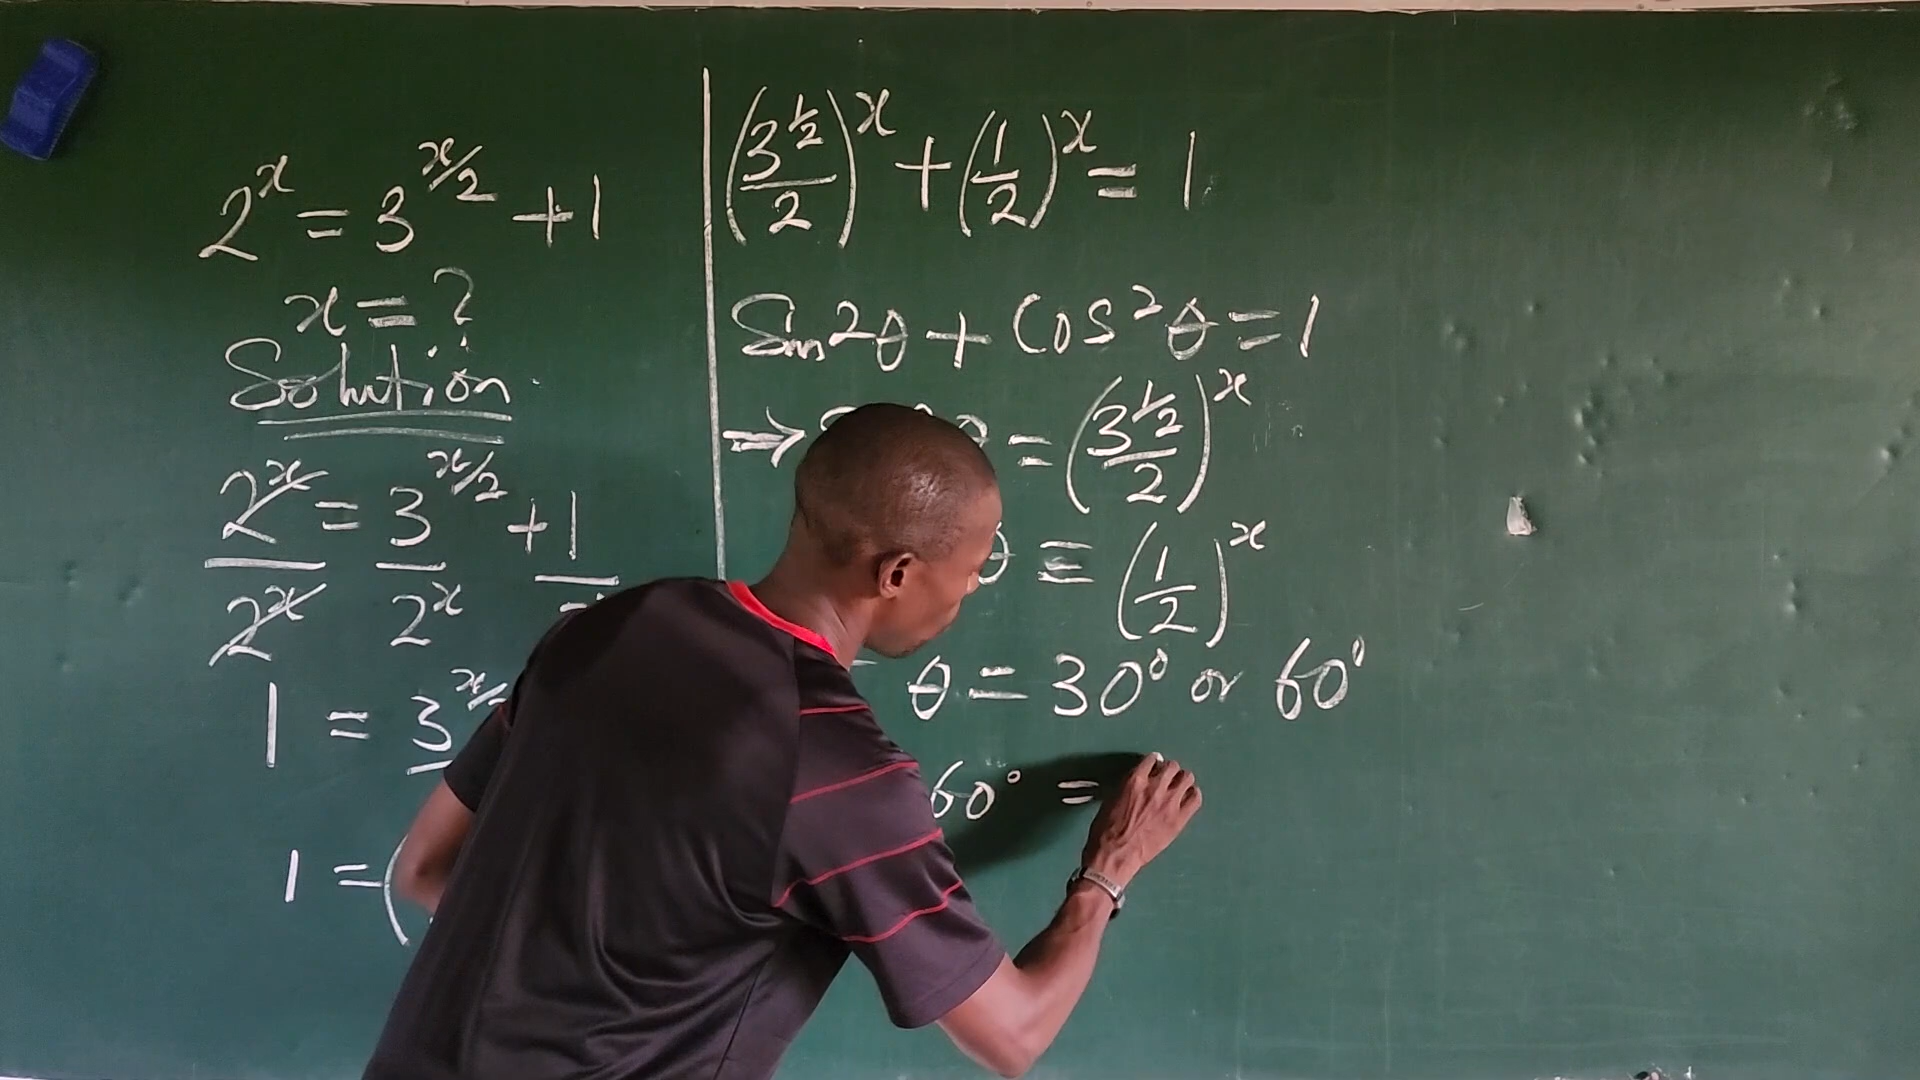 2^x = 3^{x/2} + 1
x = ?
Solution
2^x/2^x = 3^{x/2}/2^x + 1/
1 = 3^{x/
1 = (
(3^{1/2}/2)^x + (1/2)^x = 1
Sin2θ + Cos²θ = 1
⇒ θ = (3^{1/2}/2)^x
θ = (1/2)^x
θ = 30° or 60°
60° =